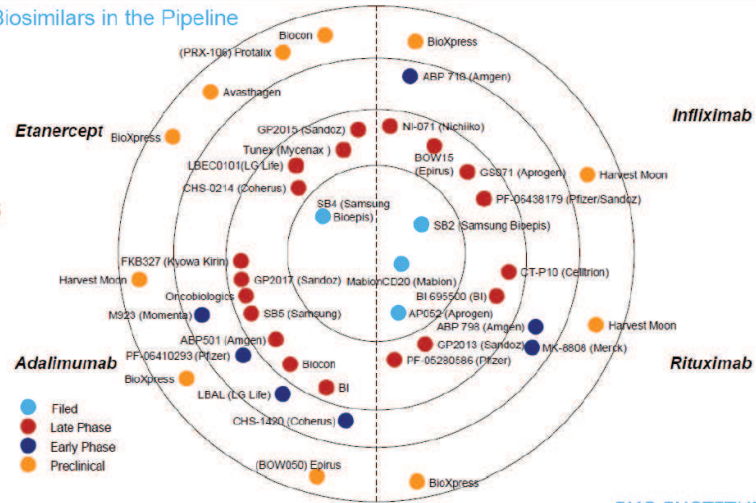 Biosimilars in the Pipeline
Biocon
BioXpress
(PRX-106) Protalix
ABP 710 (Amgen)
Avasthagen
Infliximab
Etanercept
BioXpress
GP2015 (Sandoz)
NI-071 (Nichiiko)
Tunex (Mycenax )
BOW15
(Epirus)
LBEC0101(LG Life)
GS071 (Aprogen)
Harvest Moon
CHS-0214 (Coherus)
PF-06438179 (Pfizer/Sandoz)
SB4 (Samsung
Bioepis)
SB2 (Samsung Bioepis)
FKB327 (Kyowa Kirin)
CT-P10 (Celltrion)
Harvest Moon
GP2017 (Sandoz)
MabionCD20 (Mabion)
Oncobiologics
BI 695500 (BI)
M923 (Momenta)
SB5 (Samsung)
AP052 (Aprogen)
ABP 798 (Amgen)
Harvest Moon
ABP501 (Amgen)
GP2013 (Sandoz)
MK-8808 (Merck)
Adalimumab
PF-06410293 (Pfizer)
Biocon
PF-05280586 (Pfizer)
Rituximab
BioXpress
BI
LBAL (LG Life)
Filed
CHS-1420 (Coherus)
Late Phase
Early Phase
Preclinical
(BOW050) Epirus
BioXpress